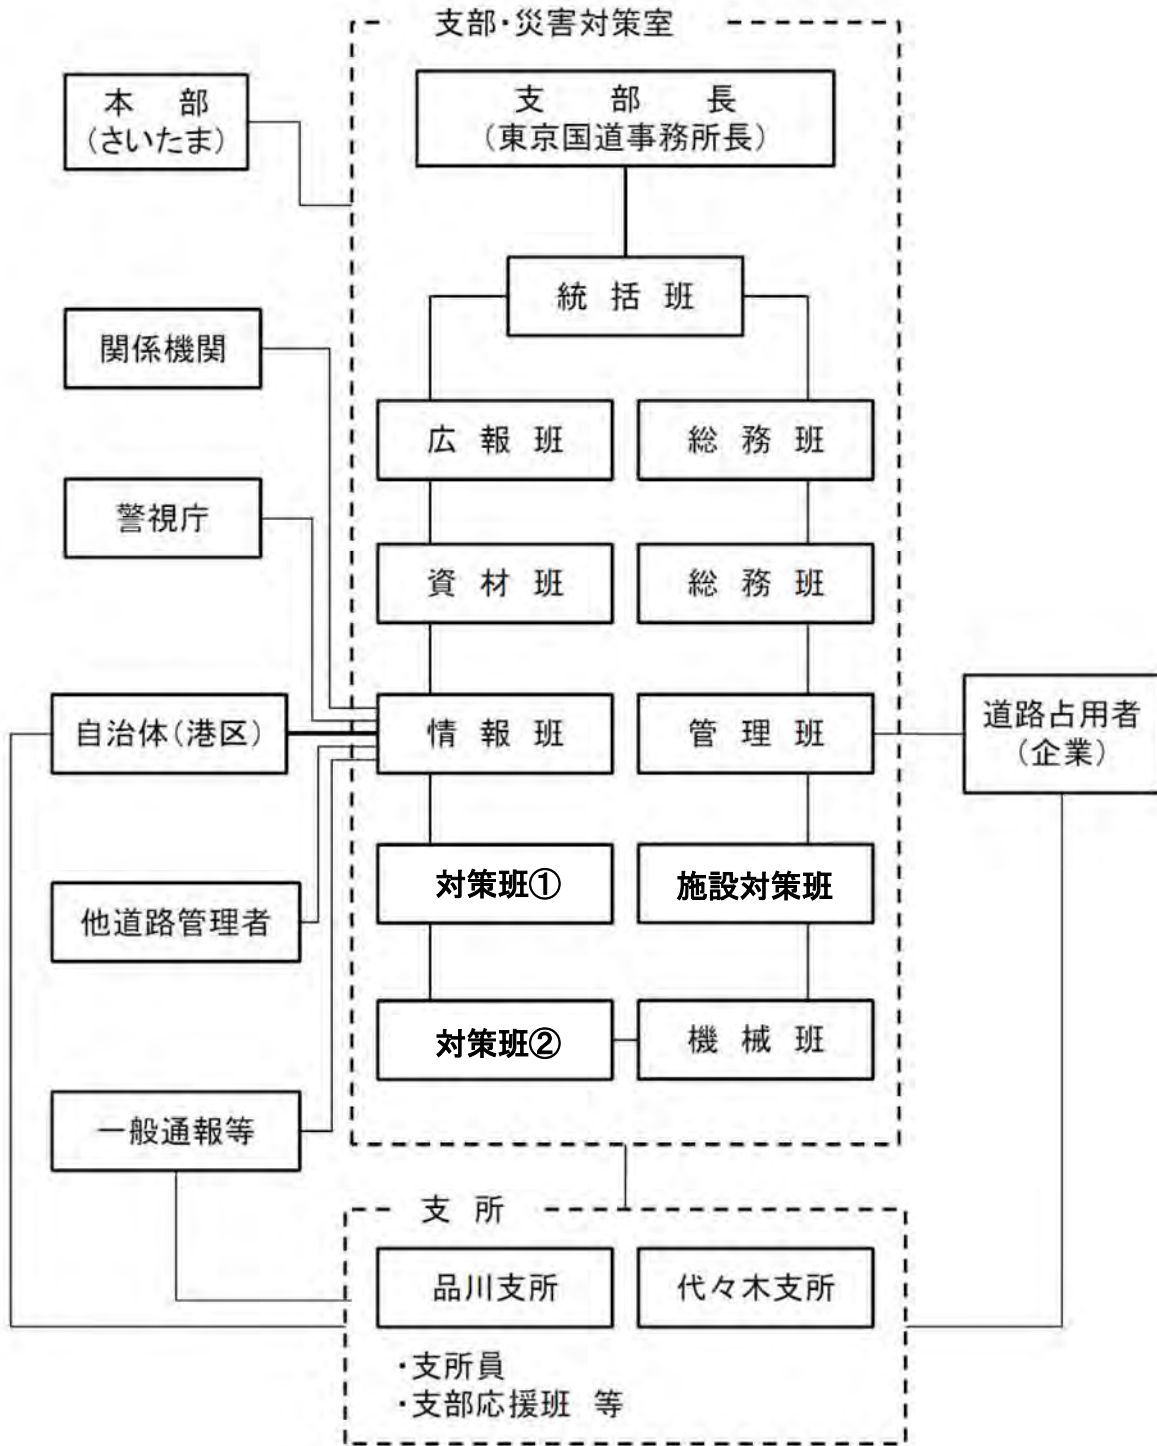 支部・災害対策室
本 部
(さいたま)
支 部 長
(東京国道事務所長)
統 括 班
関係機関
広 報 班
総 務 班
警視庁
資 材 班
総 務 班
自治体(港区)
情 報 班
管 理 班
道路占用者
(企業)
対策班①
施設対策班
他道路管理者
対策班②
機 械 班
一般通報等
支 所
品川支所
代々木支所
・支所員
・支部応援班 等